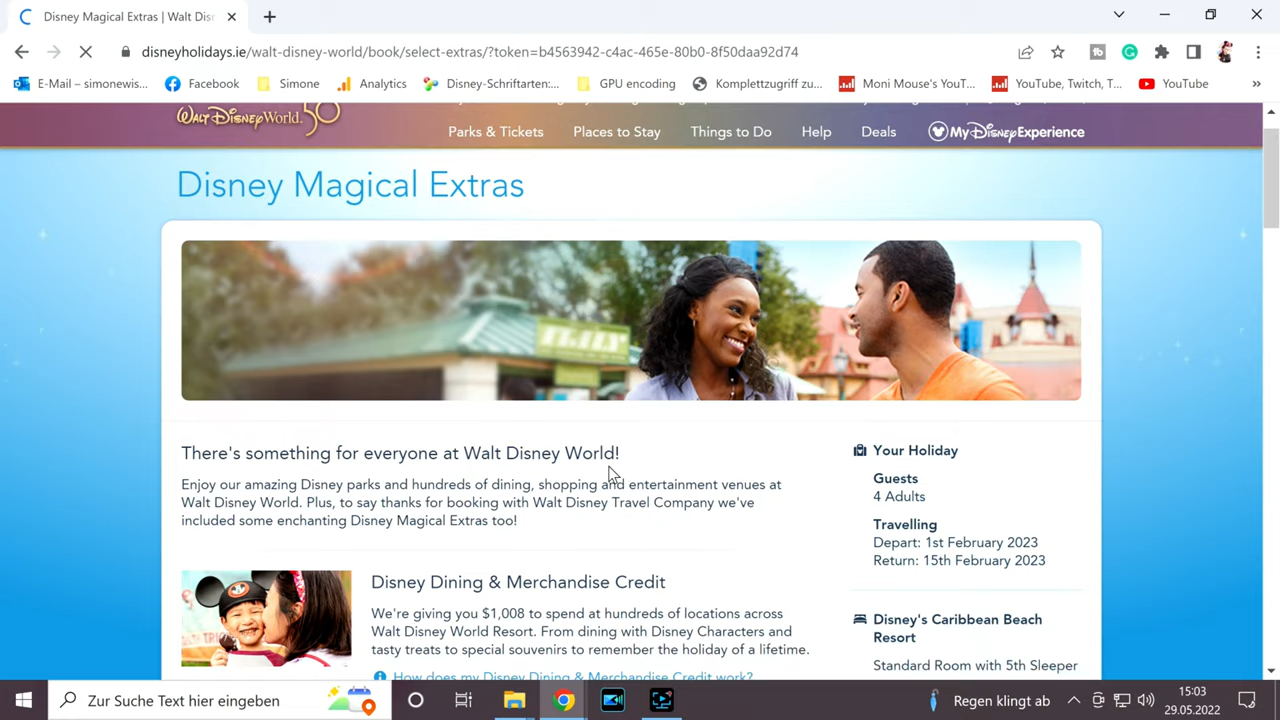 Disney Magical Extras | Walt Disn
disneyholidays.ie/walt-disney-world/book/select-extras/?token=b4563942-c4ac-465e-80b0-8f50daa92d74
E-Mail – simonewis... Facebook Simone Analytics Disney-Schriftarten:... GPU encoding Komplettzugriff zu... Moni Mouse's YouT... YouTube, Twitch, T... YouTube »
WALT DISNEY World. 50
Parks & Tickets Places to Stay Things to Do Help Deals My Disney Experience
Disney Magical Extras
There's something for everyone at Walt Disney World!
Enjoy our amazing Disney parks and hundreds of dining, shopping and entertainment venues at
Walt Disney World. Plus, to say thanks for booking with Walt Disney Travel Company we've
included some enchanting Disney Magical Extras too!
Disney Dining & Merchandise Credit
We're giving you $1,008 to spend at hundreds of locations across
Walt Disney World Resort. From dining with Disney Characters and
tasty treats to special souvenirs to remember the holiday of a lifetime.
How does my Disney Dining & Merchandise Credit work?
Your Holiday
Guests
4 Adults
Travelling
Depart: 1st February 2023
Return: 15th February 2023
Disney's Caribbean Beach
Resort
Standard Room with 5th Sleeper
Zur Suche Text hier eingeben
Regen klingt ab
15:03
29.05.2022